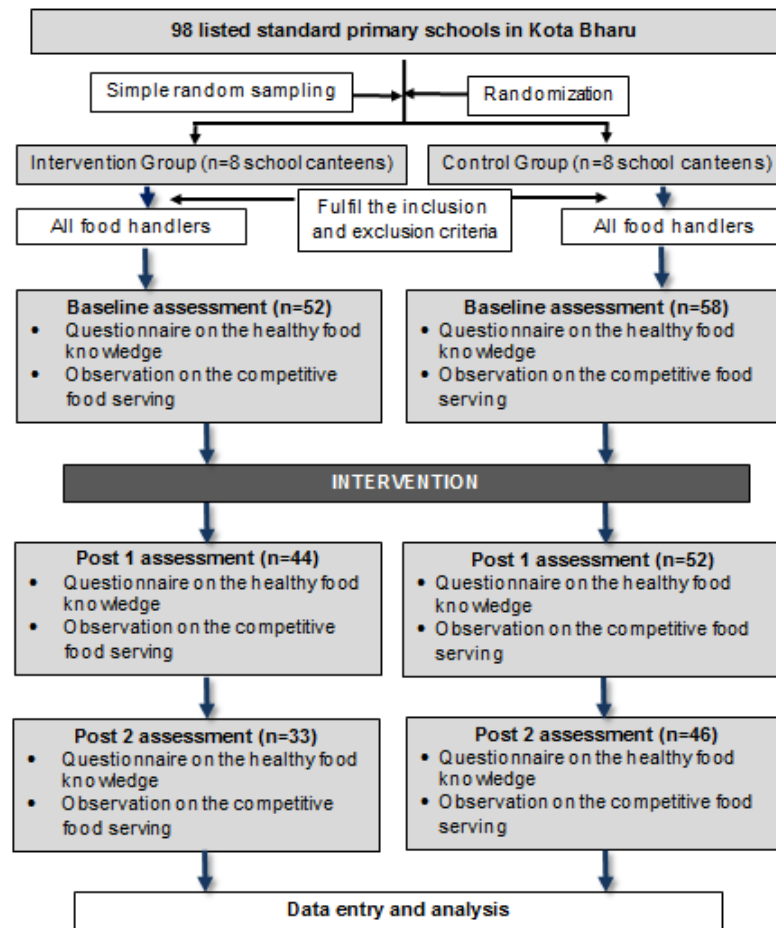 98 listed standard primary schools in Kota Bharu
Simple random sampling
Randomization
Intervention Group (n=8 school canteens)
Control Group (n=8 school canteens)
Fulfil the inclusion
and exclusion criteria
All food handlers
All food handlers
Baseline assessment (n=52)
• Questionnaire on the healthy food
knowledge
• Observation on the competitive
food serving
Baseline assessment (n=58)
• Questionnaire on the healthy food
knowledge
• Observation on the competitive food
serving
INTERVENTION
Post 1 assessment (n=44)
• Questionnaire on the healthy food
knowledge
• Observation on the competitive
food serving
Post 1 assessment (n=52)
• Questionnaire on the healthy food
knowledge
• Observation on the competitive food
serving
Post 2 assessment (n=33)
• Questionnaire on the healthy food
knowledge
• Observation on the competitive
food serving
Post 2 assessment (n=46)
• Questionnaire on the healthy food
knowledge
• Observation on the competitive food
serving
Data entry and analysis